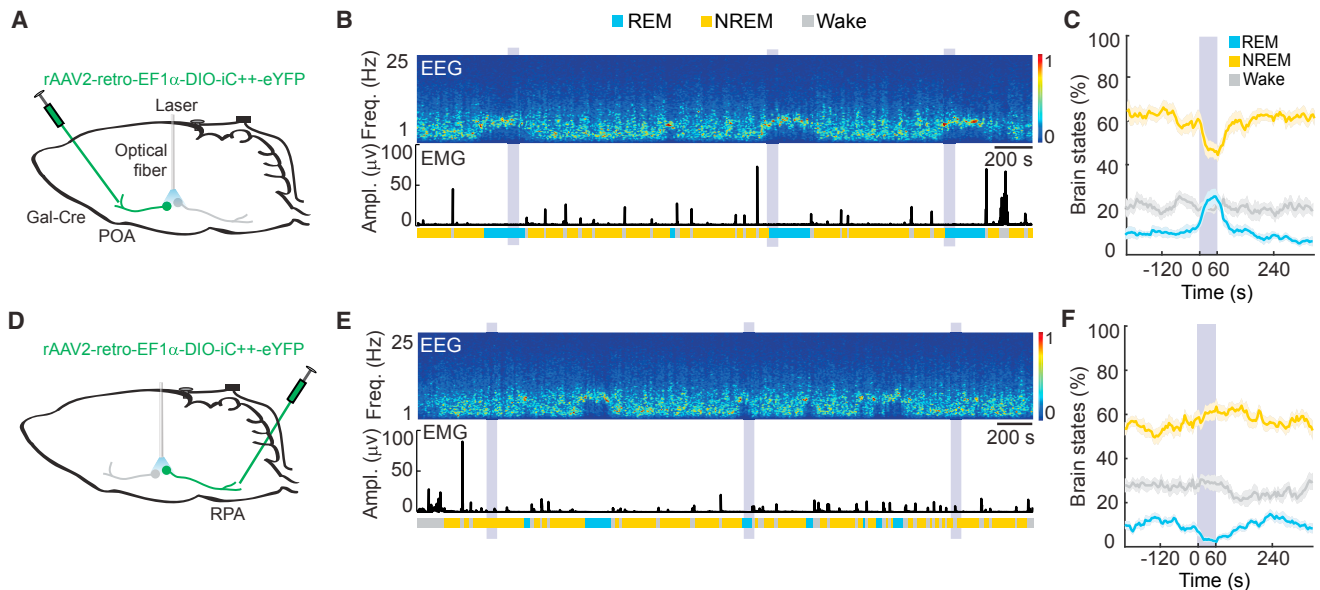 REM NREM Wake
A
rAAV2-retro-EF1α-DIO-iC++-eYFP
Laser
Optical
fiber
Gal-Cre
POA
B
25
EEG
Freq. (Hz)
1
1
0
200 s
100
EMG
Ampl. (μv)
50
0
C
100
REM
NREM
Wake
80
60
40
20
0
Brain states (%)
-120 0 60 240
Time (s)
D
rAAV2-retro-EF1α-DIO-iC++-eYFP
RPA
E
25
EEG
Freq. (Hz)
1
1
0
200 s
100
EMG
Ampl. (μv)
50
0
F
100
80
60
40
20
0
Brain states (%)
-120 0 60 240
Time (s)